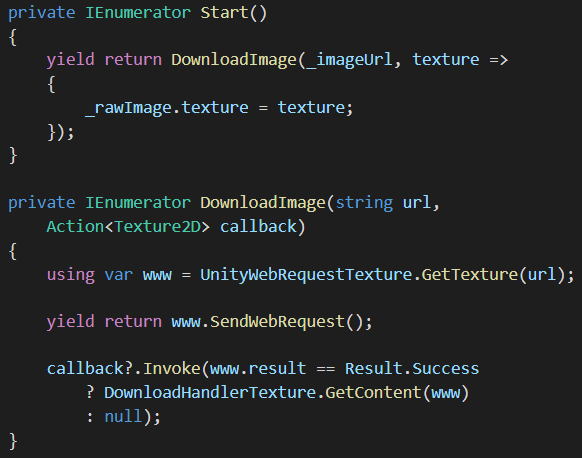 private IEnumerator Start()
{
    yield return DownloadImage(_imageUrl, texture =>
    {
        _rawImage.texture = texture;
    });
}

private IEnumerator DownloadImage(string url,
    Action<Texture2D> callback)
{
    using var www = UnityWebRequestTexture.GetTexture(url);

    yield return www.SendWebRequest();

    callback?.Invoke(www.result == Result.Success
        ? DownloadHandlerTexture.GetContent(www)
        : null);
}